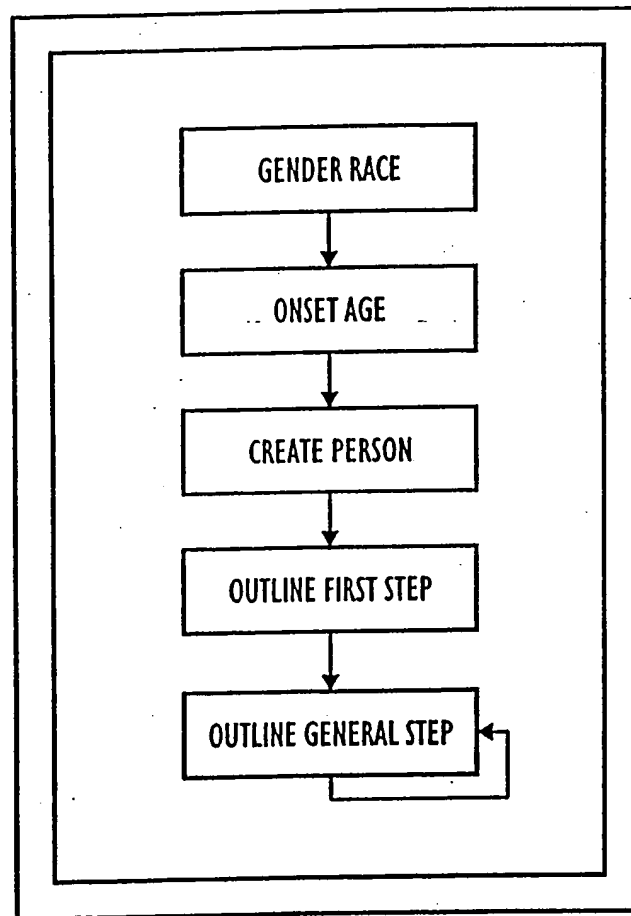 GENDER RACE
ONSET AGE
CREATE PERSON
OUTLINE FIRST STEP
OUTLINE GENERAL STEP